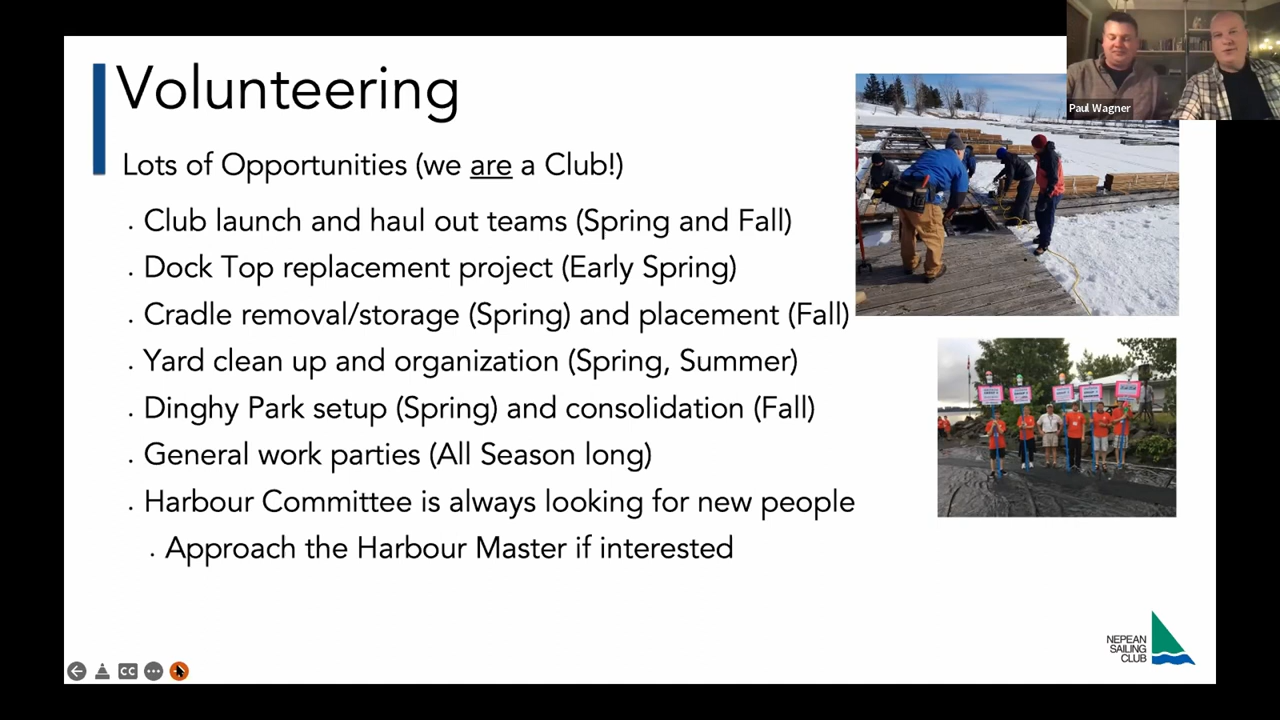 Volunteering
Lots of Opportunities (we are a Club!)
Club launch and haul out teams (Spring and Fall)
Dock Top replacement project (Early Spring)
Cradle removal/storage (Spring) and placement (Fall)
Yard clean up and organization (Spring, Summer)
Dinghy Park setup (Spring) and consolidation (Fall)
General work parties (All Season long)
Harbour Committee is always looking for new people
Approach the Harbour Master if interested
Paul Wagner
NEPEAN
SAILING
CLUB
CC